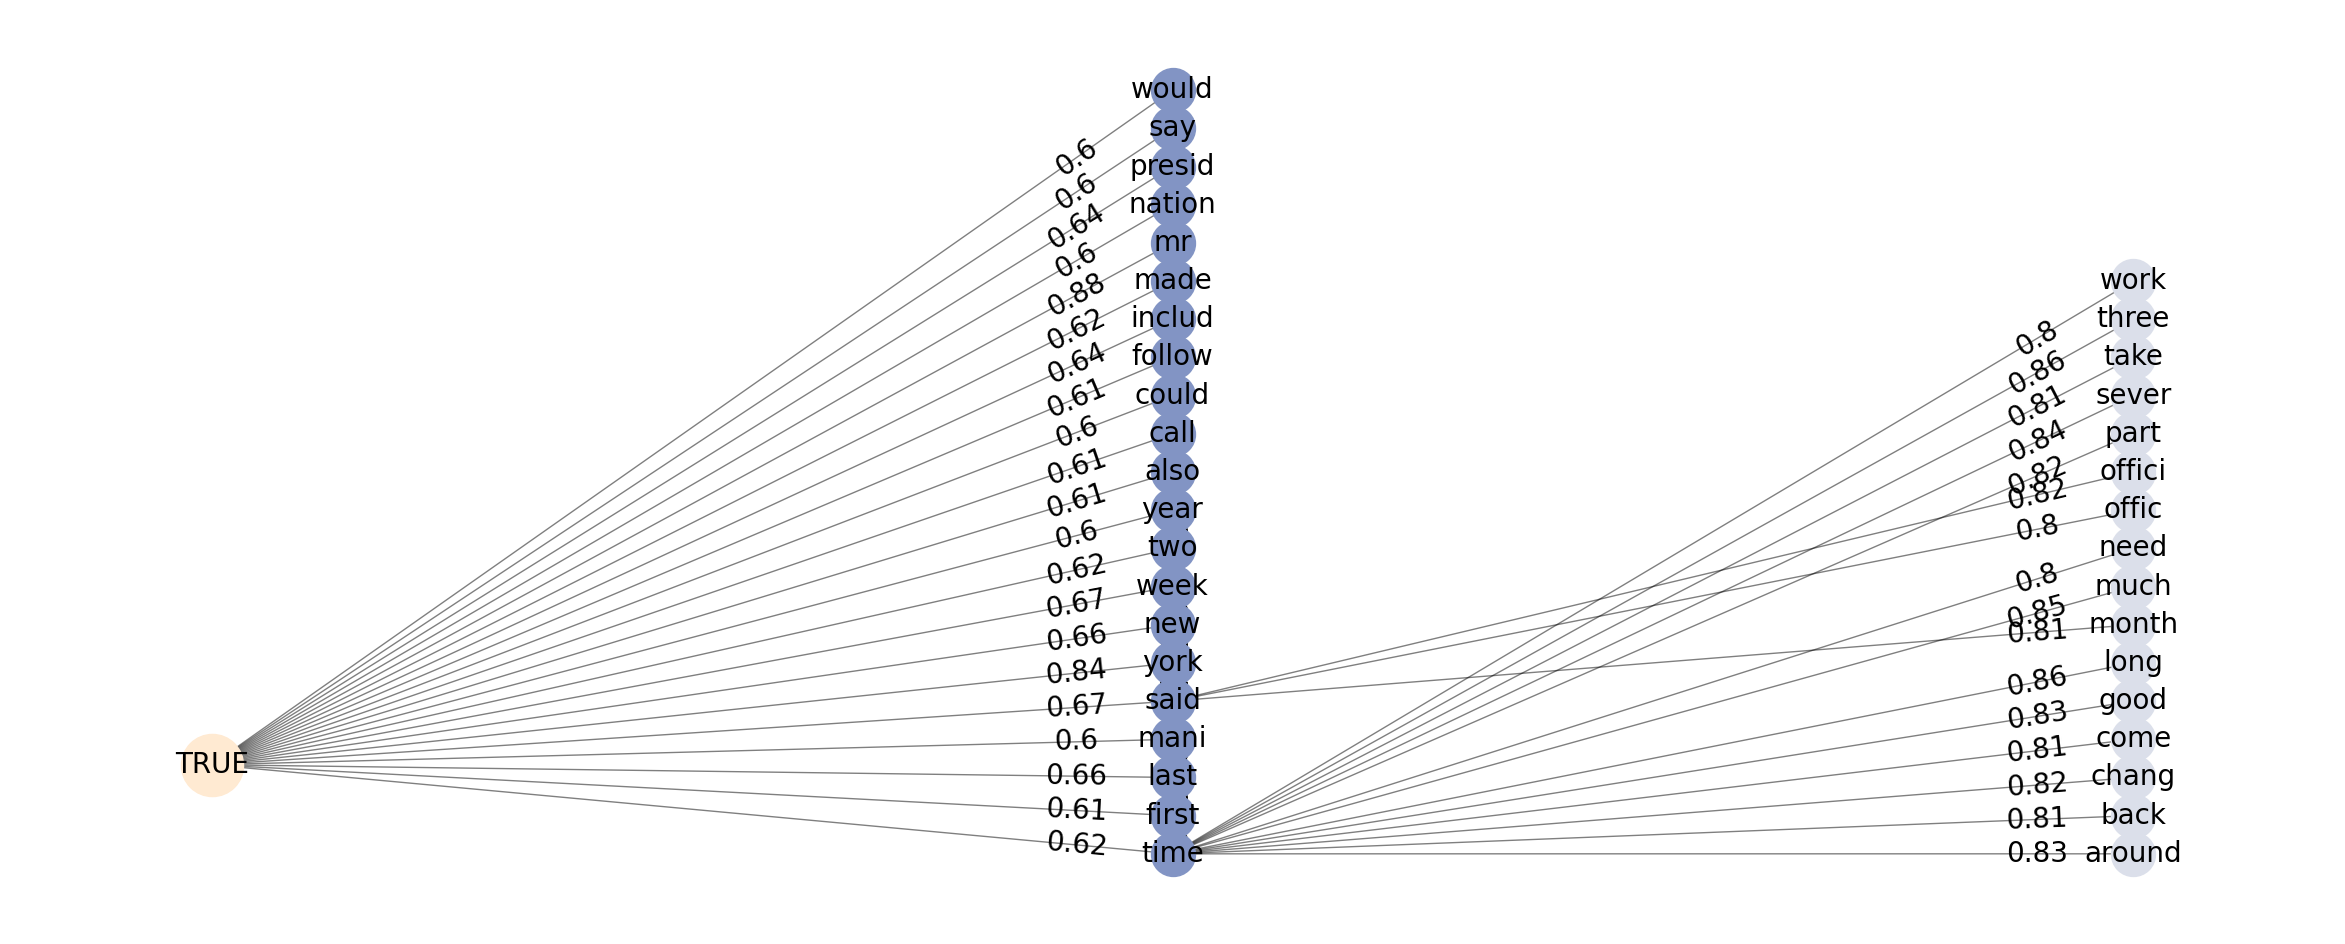 TRUE
0.6
0.6
0.64
0.6
0.88
0.62
0.64
0.61
0.6
0.61
0.61
0.6
0.62
0.67
0.66
0.84
0.67
0.6
0.66
0.61
0.62
would
say
presid
nation
mr
made
includ
follow
could
call
also
year
two
week
new
york
said
mani
last
first
time
0.8
0.86
0.81
0.84
0.82
0.82
0.8
0.8
0.85
0.81
0.86
0.83
0.81
0.82
0.81
0.83
work
three
take
sever
part
offici
offic
need
much
month
long
good
come
chang
back
around